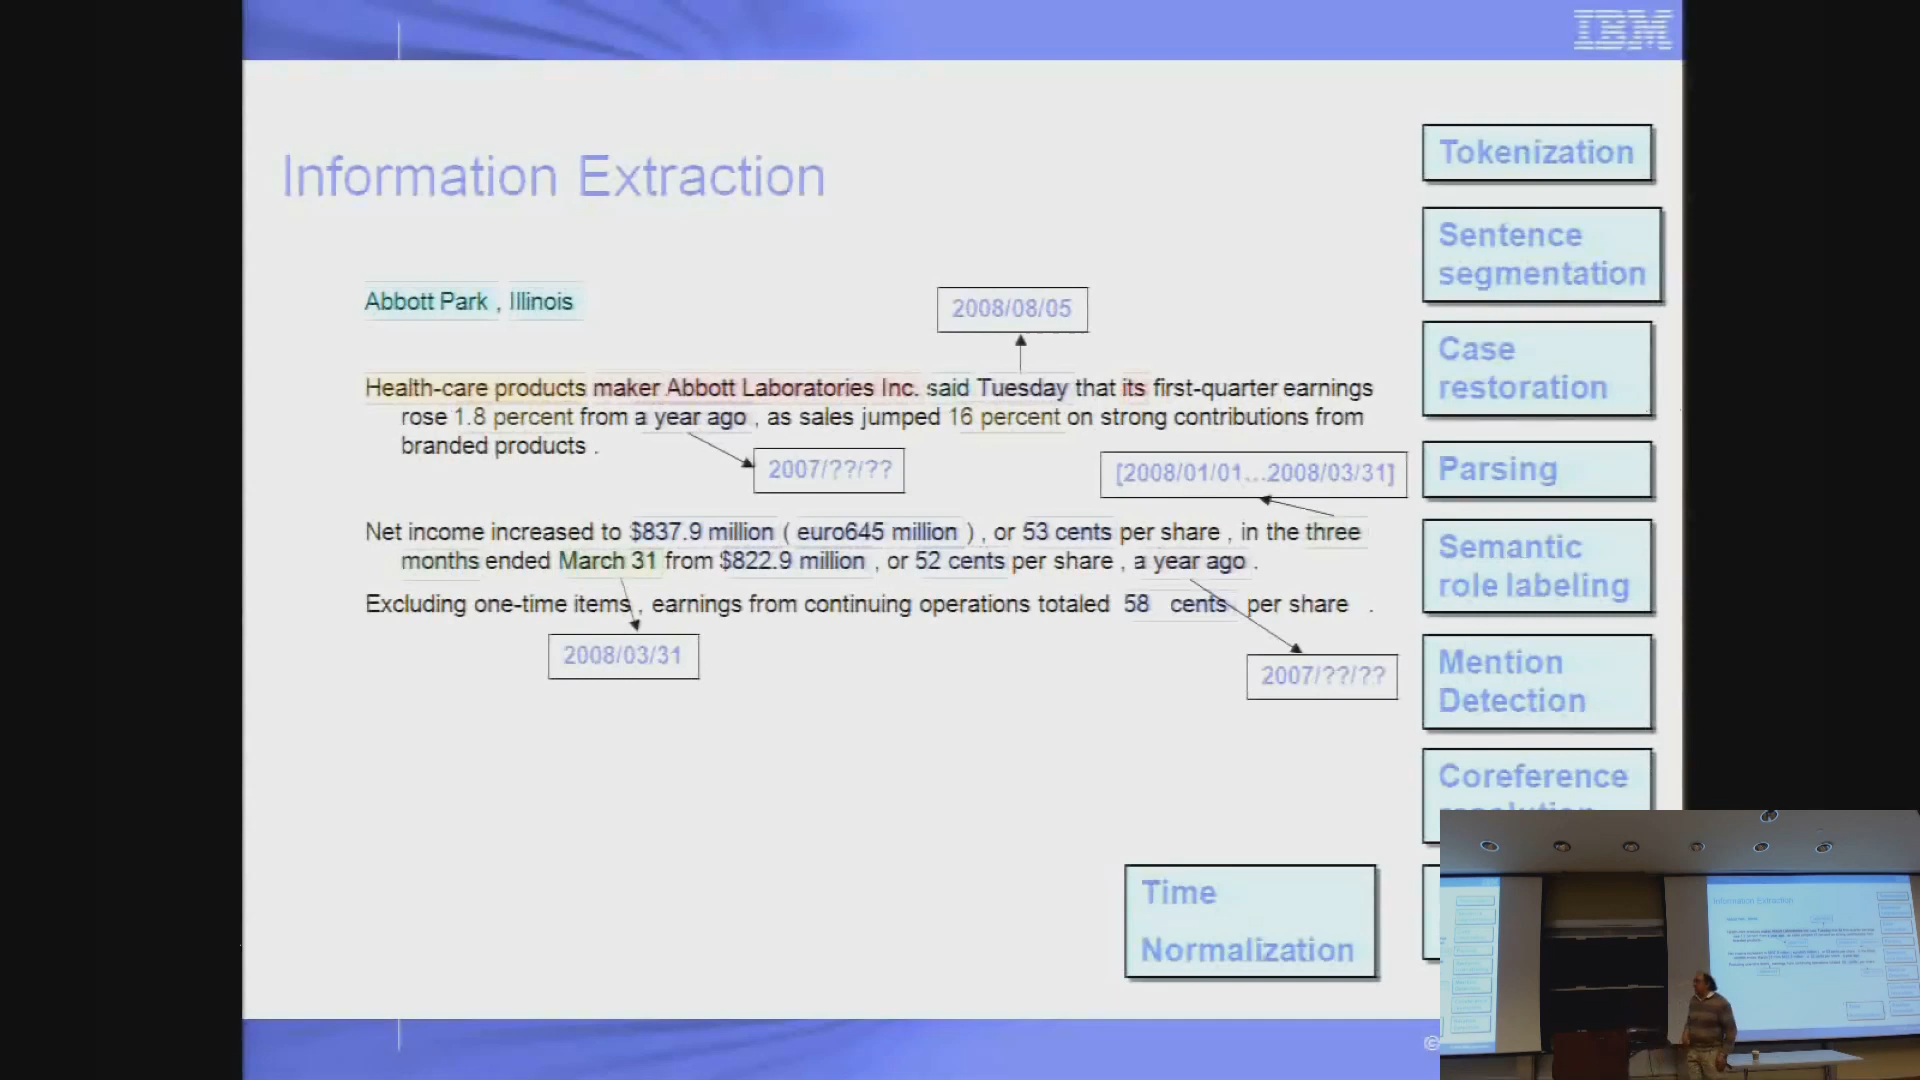 IBM
Information Extraction
Tokenization
Sentence
segmentation
Case
restoration
Parsing
Semantic
role labeling
Mention
Detection
Coreference
Abbott Park , Illinois
2008/08/05
Health-care products maker Abbott Laboratories Inc. said Tuesday that its first-quarter earnings
rose 1.8 percent from a year ago , as sales jumped 16 percent on strong contributions from
branded products .
2007/??/??
[2008/01/01...2008/03/31]
Net income increased to $837.9 million ( euro645 million ) , or 53 cents per share , in the three
months ended March 31 from $822.9 million , or 52 cents per share , a year ago .
Excluding one-time items , earnings from continuing operations totaled 58 cents per share .
2008/03/31
2007/??/??
Time
Normalization
©
Information Extraction